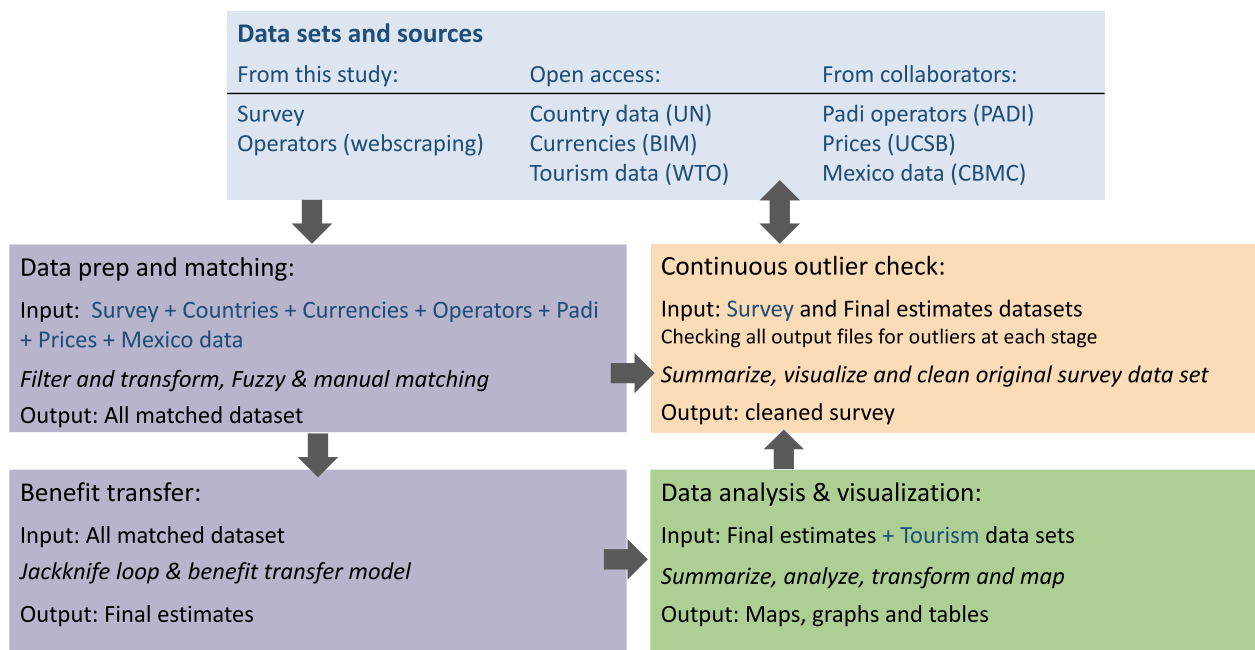 Data sets and sources
From this study:
Open access:
From collaborators:
Survey
Operators (webscraping)
Country data (UN)
Currencies (BIM)
Tourism data (WTO)
Padi operators (PADI)
Prices (UCSB)
Mexico data (CBMC)
Data prep and matching:
Input: Survey + Countries + Currencies + Operators + Padi
+ Prices + Mexico data
Filter and transform, Fuzzy & manual matching
Output: All matched dataset
Continuous outlier check:
Input: Survey and Final estimates datasets
Checking all output files for outliers at each stage
Summarize, visualize and clean original survey data set
Output: cleaned survey
Benefit transfer:
Input: All matched dataset
Jackknife loop & benefit transfer model
Output: Final estimates
Data analysis & visualization:
Input: Final estimates + Tourism data sets
Summarize, analyze, transform and map
Output: Maps, graphs and tables